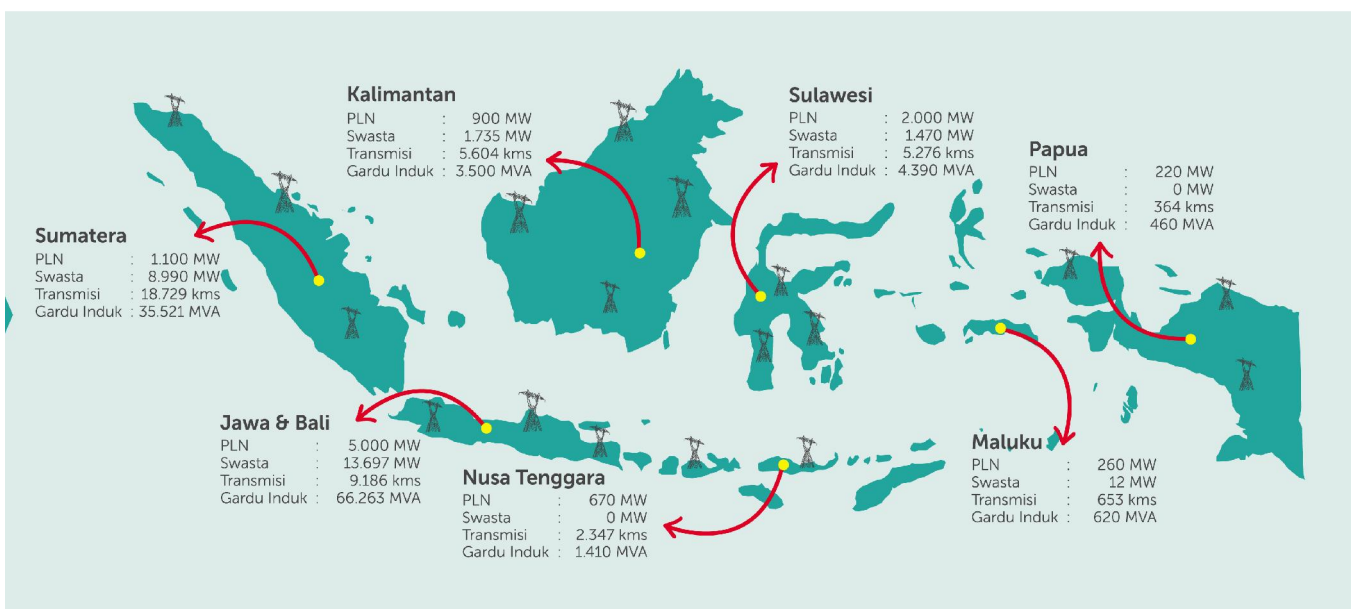 Kalimantan
PLN : 900 MW
Swasta : 1.735 MW
Transmisi : 5.604 kms
Gardu Induk : 3.500 MVA
Sulawesi
PLN : 2.000 MW
Swasta : 1.470 MW
Transmisi : 5.276 kms
Gardu Induk : 4.390 MVA
Papua
PLN : 220 MW
Swasta : 0 MW
Transmisi : 364 kms
Gardu Induk : 460 MVA
Sumatera
PLN : 1.100 MW
Swasta : 8.990 MW
Transmisi : 18.729 kms
Gardu Induk : 35.521 MVA
Jawa & Bali
PLN : 5.000 MW
Swasta : 13.697 MW
Transmisi : 9.186 kms
Gardu Induk : 66.263 MVA
Nusa Tenggara
PLN : 670 MW
Swasta : 0 MW
Transmisi : 2.347 kms
Gardu Induk : 1.410 MVA
Maluku
PLN : 260 MW
Swasta : 12 MW
Transmisi : 653 kms
Gardu Induk : 620 MVA